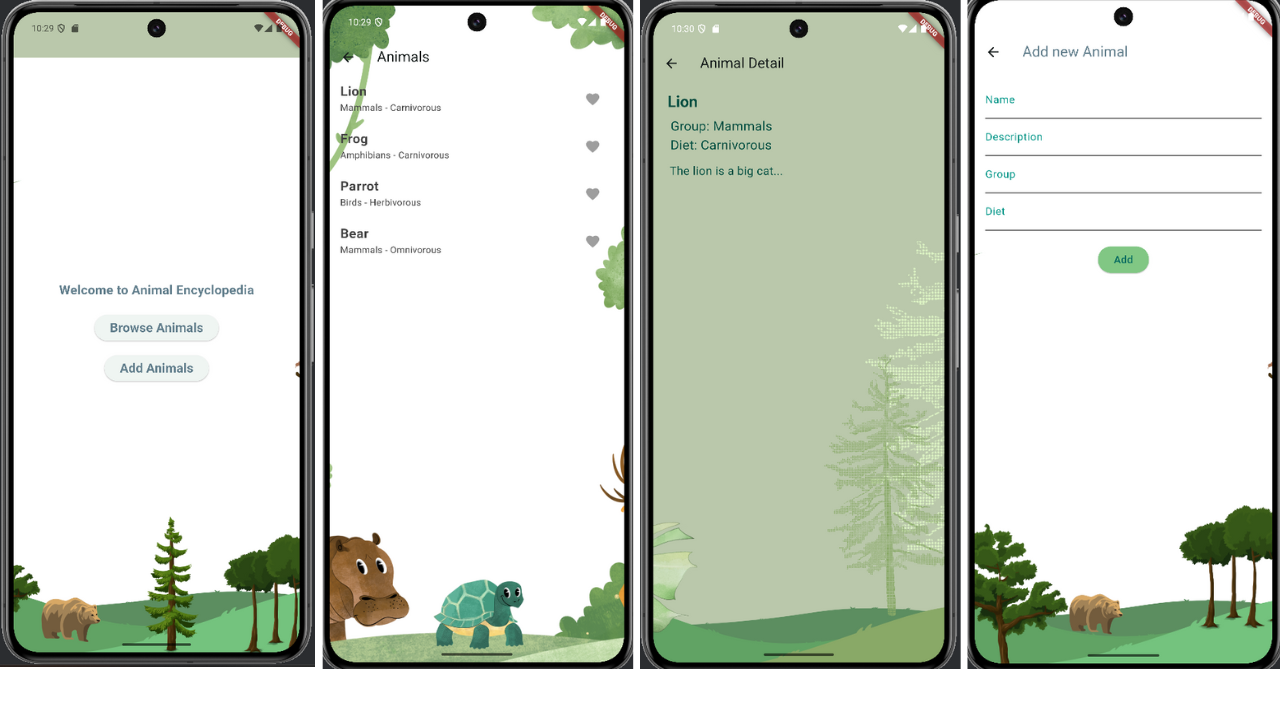 10:29
DEBUG
Welcome to Animal Encyclopedia
Browse Animals
Add Animals
10:29
DEBUG
Animals
Lion
Mammals - Carnivorous
Frog
Amphibians - Carnivorous
Parrot
Birds - Herbivorous
Bear
Mammals - Omnivorous
10:30
DEBUG
Animal Detail
Lion
Group: Mammals
Diet: Carnivorous
The lion is a big cat...
DEBUG
Add new Animal
Name
Description
Group
Diet
Add